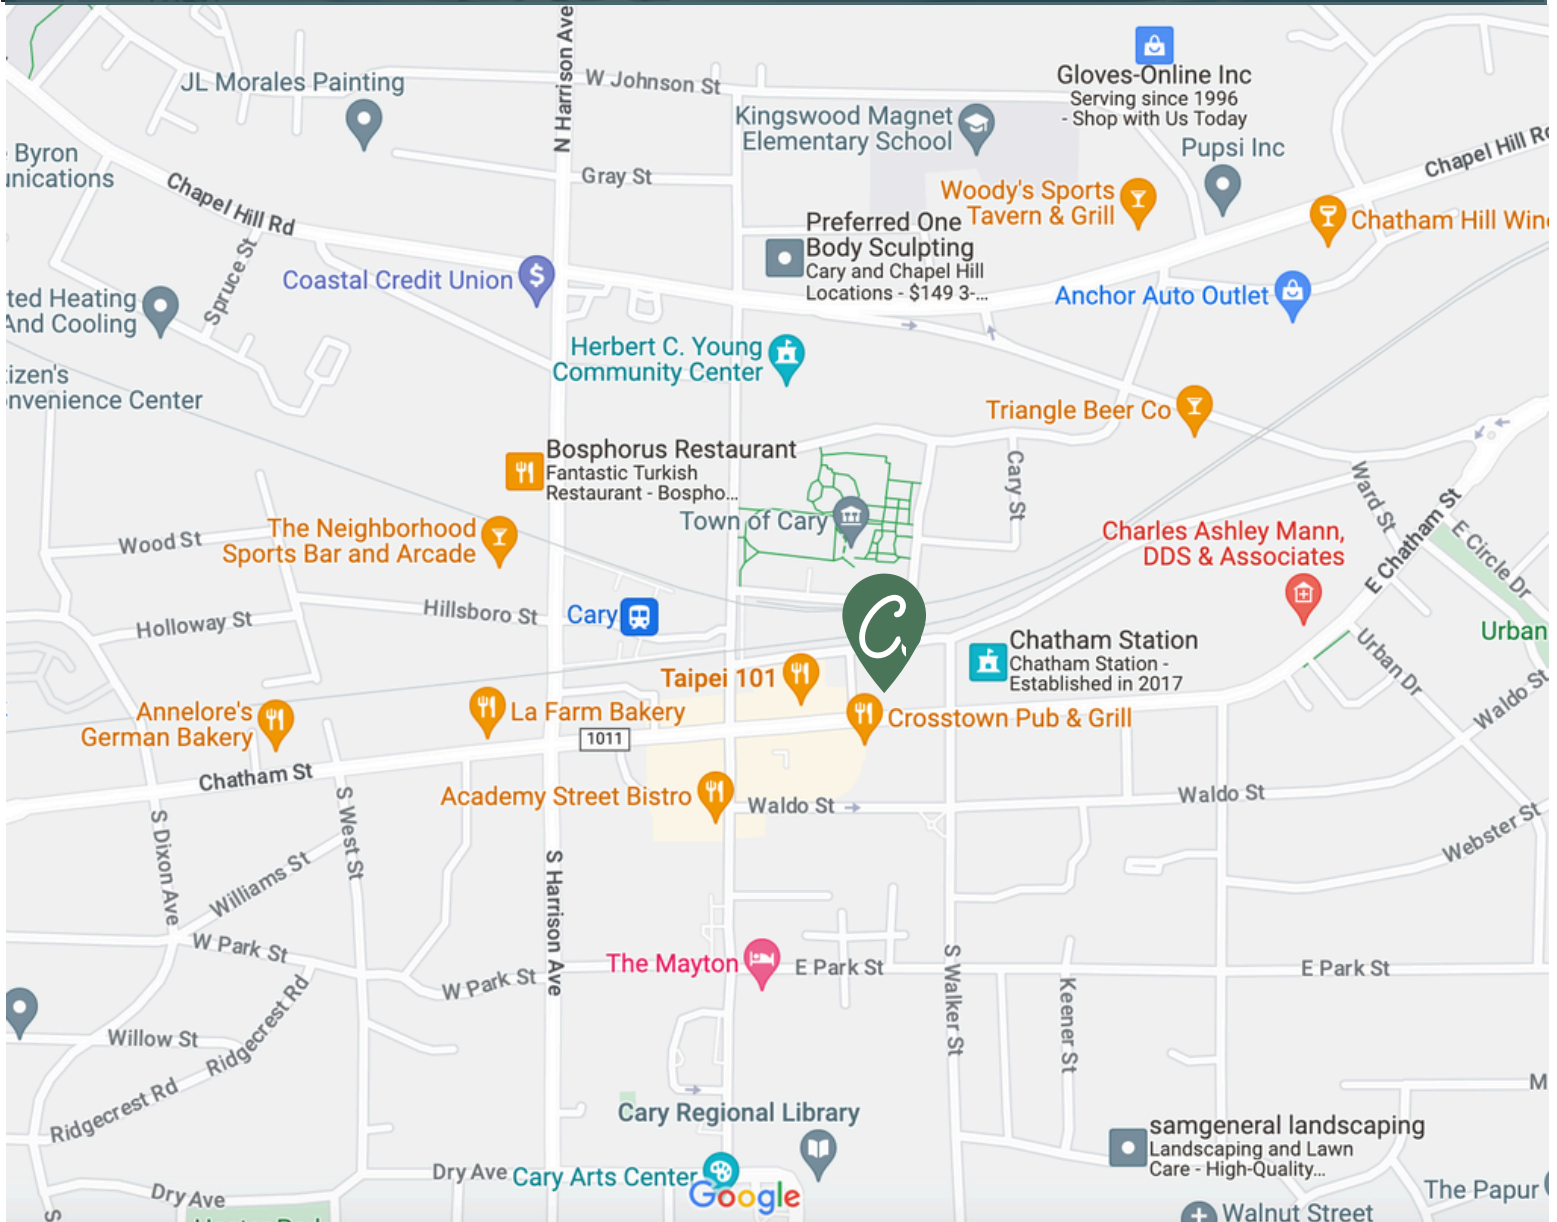 N Harrison Ave
W Johnson St
JL Morales Painting
Gloves-Online Inc
Serving since 1996
- Shop with Us Today
Kingswood Magnet
Elementary School
Pupsi Inc
Chapel Hill Rd
Byron
unications
Gray St
Chapel Hill Rd
Woody's Sports
Tavern & Grill
Preferred One
Body Sculpting
Cary and Chapel Hill
Locations - $149 3-...
Chatham Hill Wine
Spruce St
Coastal Credit Union
$
Anchor Auto Outlet
ted Heating
And Cooling
Herbert C. Young
Community Center
tizen's
onvenience Center
Triangle Beer Co
Bosphorus Restaurant
Fantastic Turkish
Restaurant - Bospho...
Cary St
Ward St
Town of Cary
The Neighborhood
Sports Bar and Arcade
Wood St
Charles Ashley Mann,
DDS & Associates
E Chatham St
E Circle Dr
Hillsboro St
Cary
Holloway St
C
Chatham Station
Chatham Station -
Established in 2017
Urban
Urban Dr
Taipei 101
La Farm Bakery
Annelore's
German Bakery
1011
Crosstown Pub & Grill
Waldo St
Chatham St
Academy Street Bistro
Waldo St
Waldo St
S Dixon Ave
S West St
Webster St
Williams St
S Harrison Ave
W Park St
W Park St
The Mayton
E Park St
E Park St
S Walker St
Keener St
Willow St
Ridgecrest Rd
Ridgecrest Rd
M
Cary Regional Library
samgeneral landscaping
Landscaping and Lawn
Care - High-Quality...
Dry Ave
Cary Arts Center
Google
The Papur
Dry Ave
Walnut Street
S